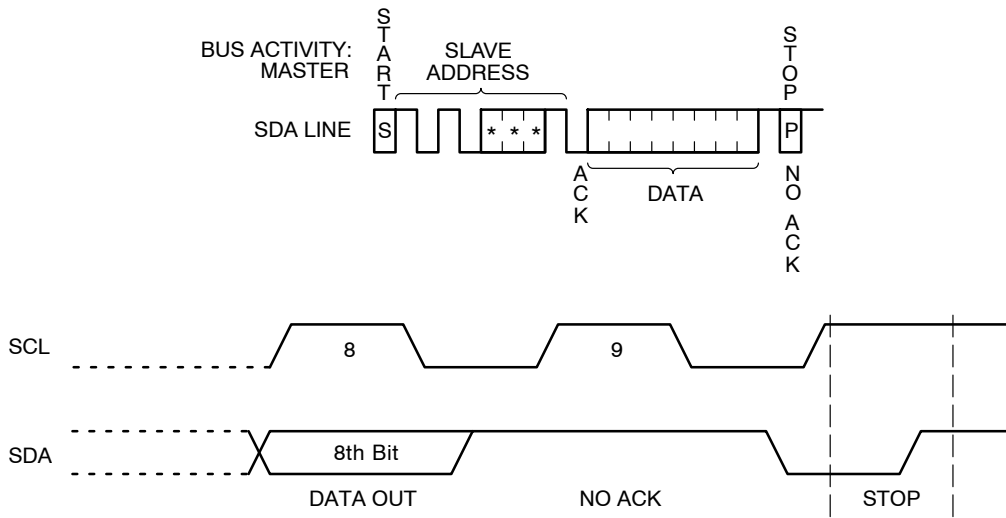 START
BUS ACTIVITY:
MASTER
SLAVE
ADDRESS
STOP
SDA LINE
S
* * *
P
ACK
DATA
NO ACK
SCL
8
9
SDA
8th Bit
DATA OUT
NO ACK
STOP